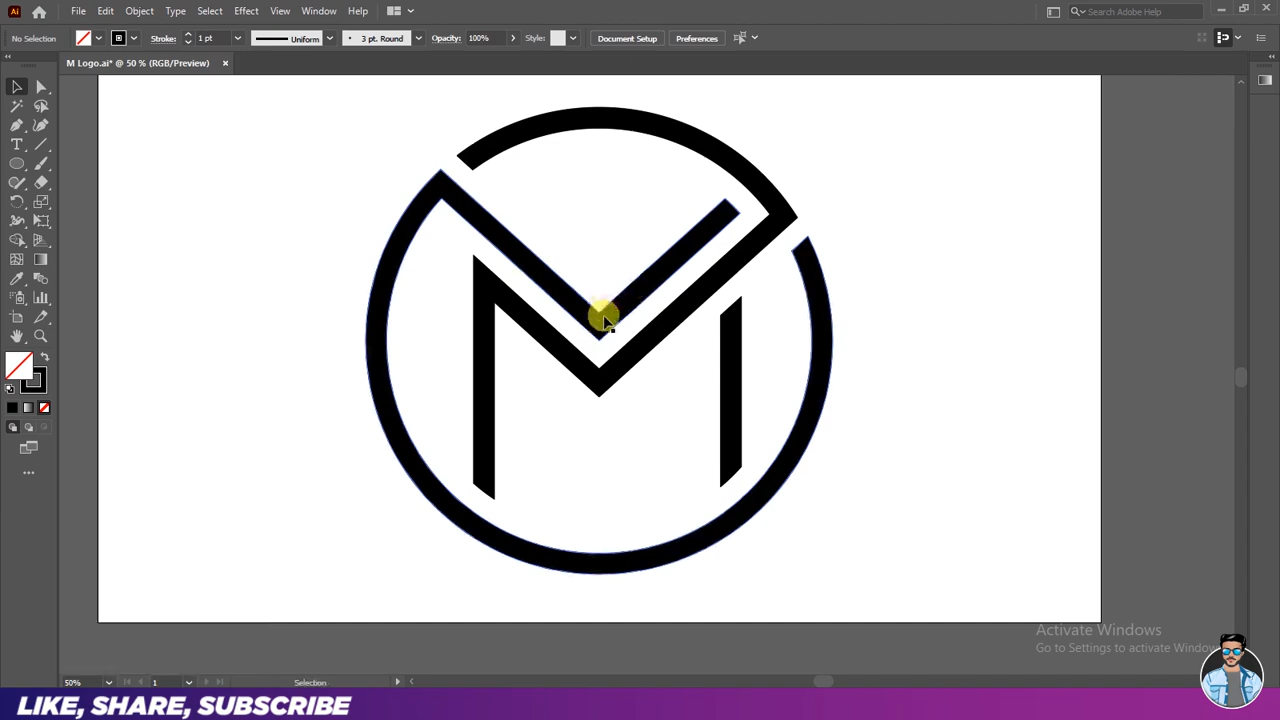 Ai File Edit Object Type Select Effect View Window Help Search Adobe Help
No Selection Stroke: 1 pt Uniform 3 pt. Round Opacity: 100% Style: Document Setup Preferences
M Logo.ai* @ 50 % (RGB/Preview)
M
Activate Windows
Go to Settings to activate Windows
50% 1 Selection
LIKE, SHARE, SUBSCRIBE